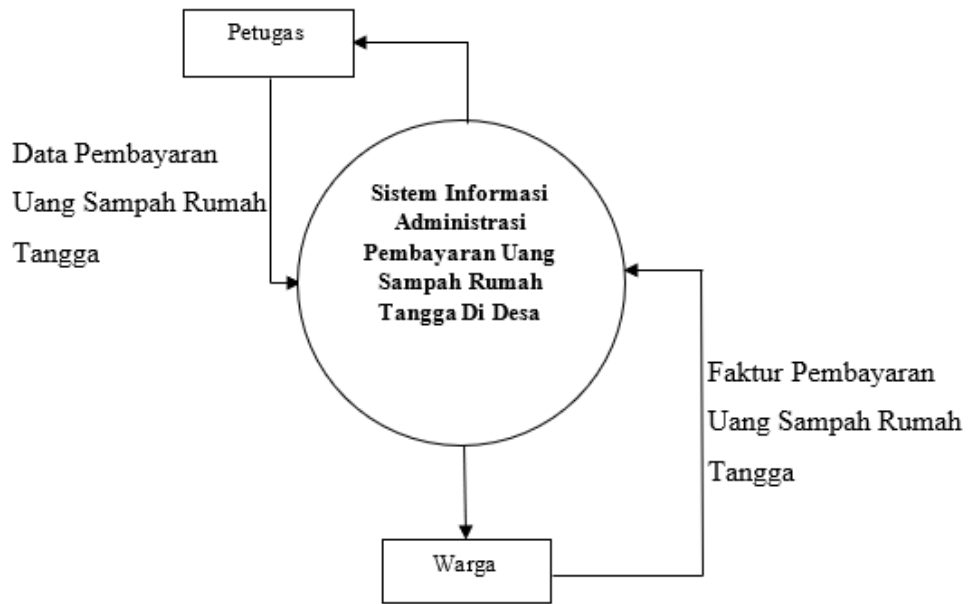 Petugas
Data Pembayaran
Uang Sampah Rumah
Tangga
Sistem Informasi
Administrasi
Pembayaran Uang
Sampah Rumah
Tangga Di Desa
Faktur Pembayaran
Uang Sampah Rumah
Tangga
Warga